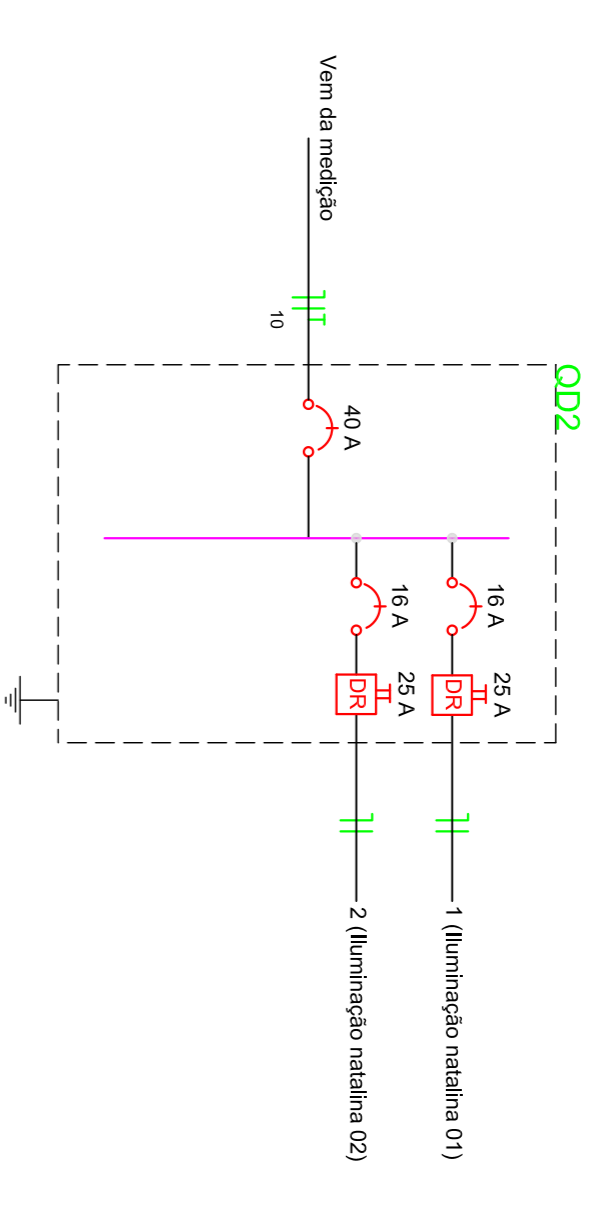 QD2
Vem da medição
10
40 A
16 A
25 A
DR
1 (Iluminação natalina 01)
16 A
25 A
DR
2 (Iluminação natalina 02)